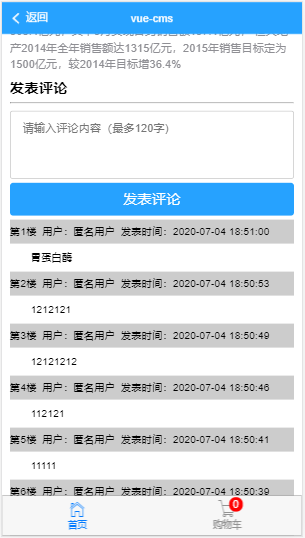 返回
vue-cms
产2014年全年销售额达1315亿元，2015年销售目标定为
1500亿元，较2014年目标增36.4%
发表评论
请输入评论内容（最多120字）
发表评论
第1楼 用户：匿名用户 发表时间：2020-07-04 18:51:00
胃蛋白酶
第2楼 用户：匿名用户 发表时间：2020-07-04 18:50:53
1212121
第3楼 用户：匿名用户 发表时间：2020-07-04 18:50:49
12121212
第4楼 用户：匿名用户 发表时间：2020-07-04 18:50:46
112121
第5楼 用户：匿名用户 发表时间：2020-07-04 18:50:41
11111
第6楼 用户：匿名用户 发表时间：2020-07-04 18:50:39
0
首页
购物车